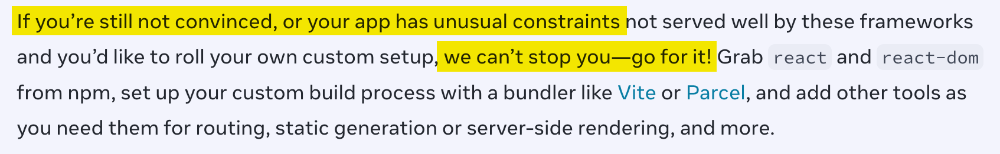 If you’re still not convinced, or your app has unusual constraints not served well by these frameworks
and you’d like to roll your own custom setup, we can’t stop you—go for it! Grab react and react-dom
from npm, set up your custom build process with a bundler like Vite or Parcel, and add other tools as
you need them for routing, static generation or server-side rendering, and more.